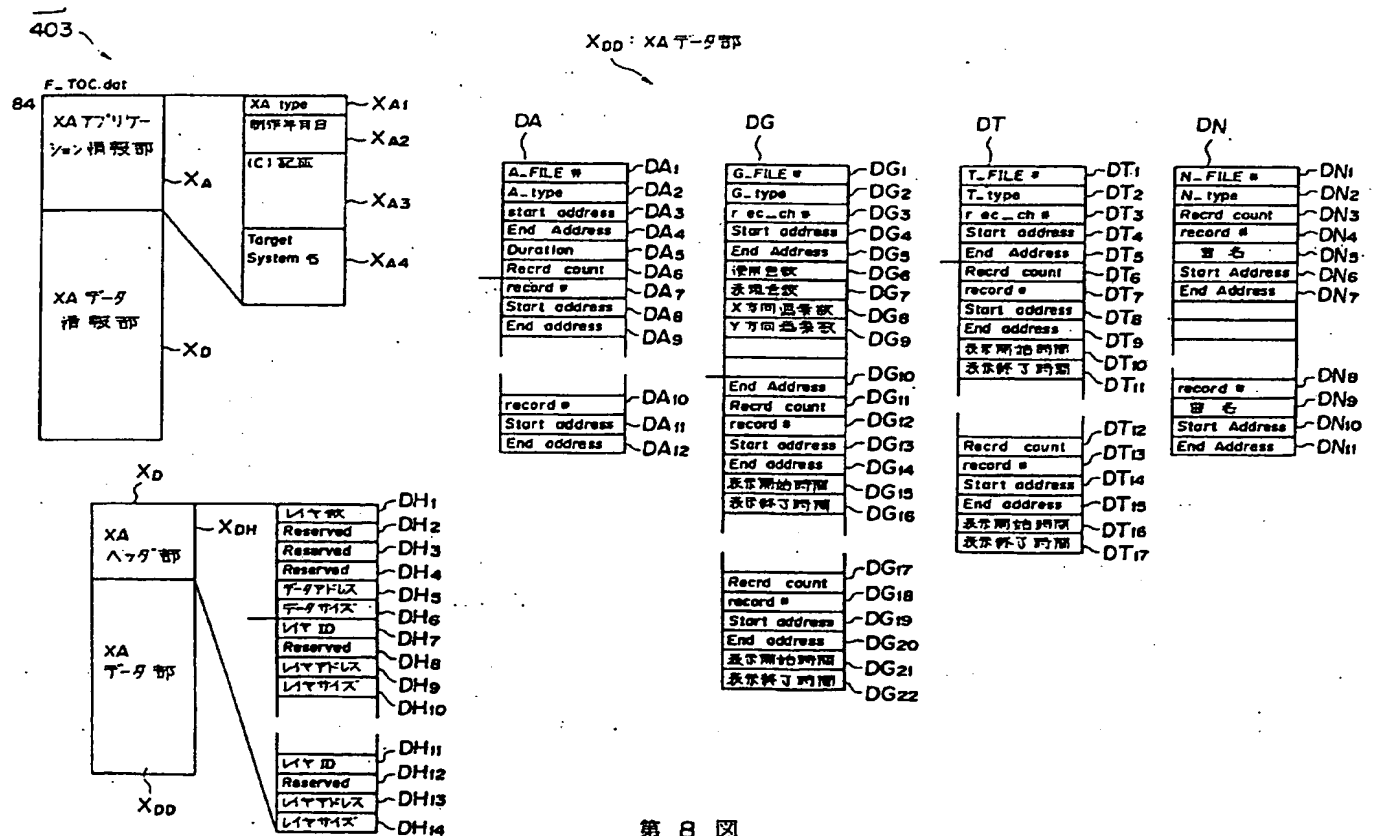 403
F_TOC.dat
84
XAアプリケー
ション情報部
XA
XA type
XA1
制作年月日
XA2
(C)記証
XA3
Target
System 名
XA4
XAデータ
情報部
XD
XD
XA
ヘッダ部
XDH
XA
データ部
XDD
レイヤ数
DH1
Reserved
DH2
Reserved
DH3
Reserved
DH4
データアドレス
DH5
データサイズ
DH6
レイヤID
DH7
Reserved
DH8
レイヤアドレス
DH9
レイヤサイズ
DH10
レイヤID
DH11
Reserved
DH12
レイヤアドレス
DH13
レイヤサイズ
DH14
XDD:XAデータ部
DA
A_FILE #
DA1
A_type
DA2
start address
DA3
End Address
DA4
Duration
DA5
Recrd count
DA6
record #
DA7
Start address
DA8
End address
DA9
record #
DA10
Start address
DA11
End address
DA12
DG
G_FILE #
DG1
G_type
DG2
r ec_ch #
DG3
Start address
DG4
End Address
DG5
使用色数
DG6
表現色数
DG7
X方向画素数
DG8
Y方向画素数
DG9
End Address
DG10
Recrd count
DG11
record #
DG12
Start address
DG13
End address
DG14
表示開始時間
DG15
表示終了時間
DG16
Recrd count
DG17
record #
DG18
Start address
DG19
End address
DG20
表示開始時間
DG21
表示終了時間
DG22
DT
T_FILE #
DT1
T_type
DT2
r ec_ch #
DT3
Start address
DT4
End Address
DT5
Recrd count
DT6
record #
DT7
Start address
DT8
End address
DT9
表示開始時間
DT10
表示終了時間
DT11
Recrd count
DT12
record #
DT13
Start address
DT14
End address
DT15
表示開始時間
DT16
表示終了時間
DT17
DN
N_FILE #
DN1
N_type
DN2
Recrd count
DN3
record #
DN4
曲名
DN5
Start Address
DN6
End Address
DN7
record #
DN8
曲名
DN9
Start Address
DN10
End Address
DN11
第8図